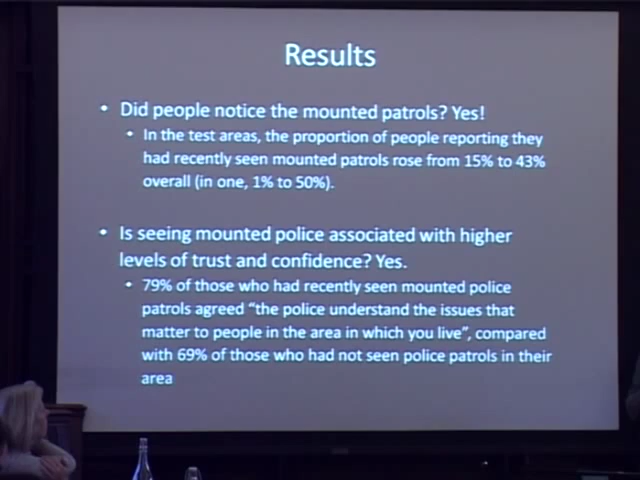 Results
• Did people notice the mounted patrols? Yes!
• In the test areas, the proportion of people reporting they
had recently seen mounted patrols rose from 15% to 43%
overall (in one, 1% to 50%).
• Is seeing mounted police associated with higher
levels of trust and confidence? Yes.
• 79% of those who had recently seen mounted police
patrols agreed “the police understand the issues that
matter to people in the area in which you live”, compared
with 69% of those who had not seen police patrols in their
area